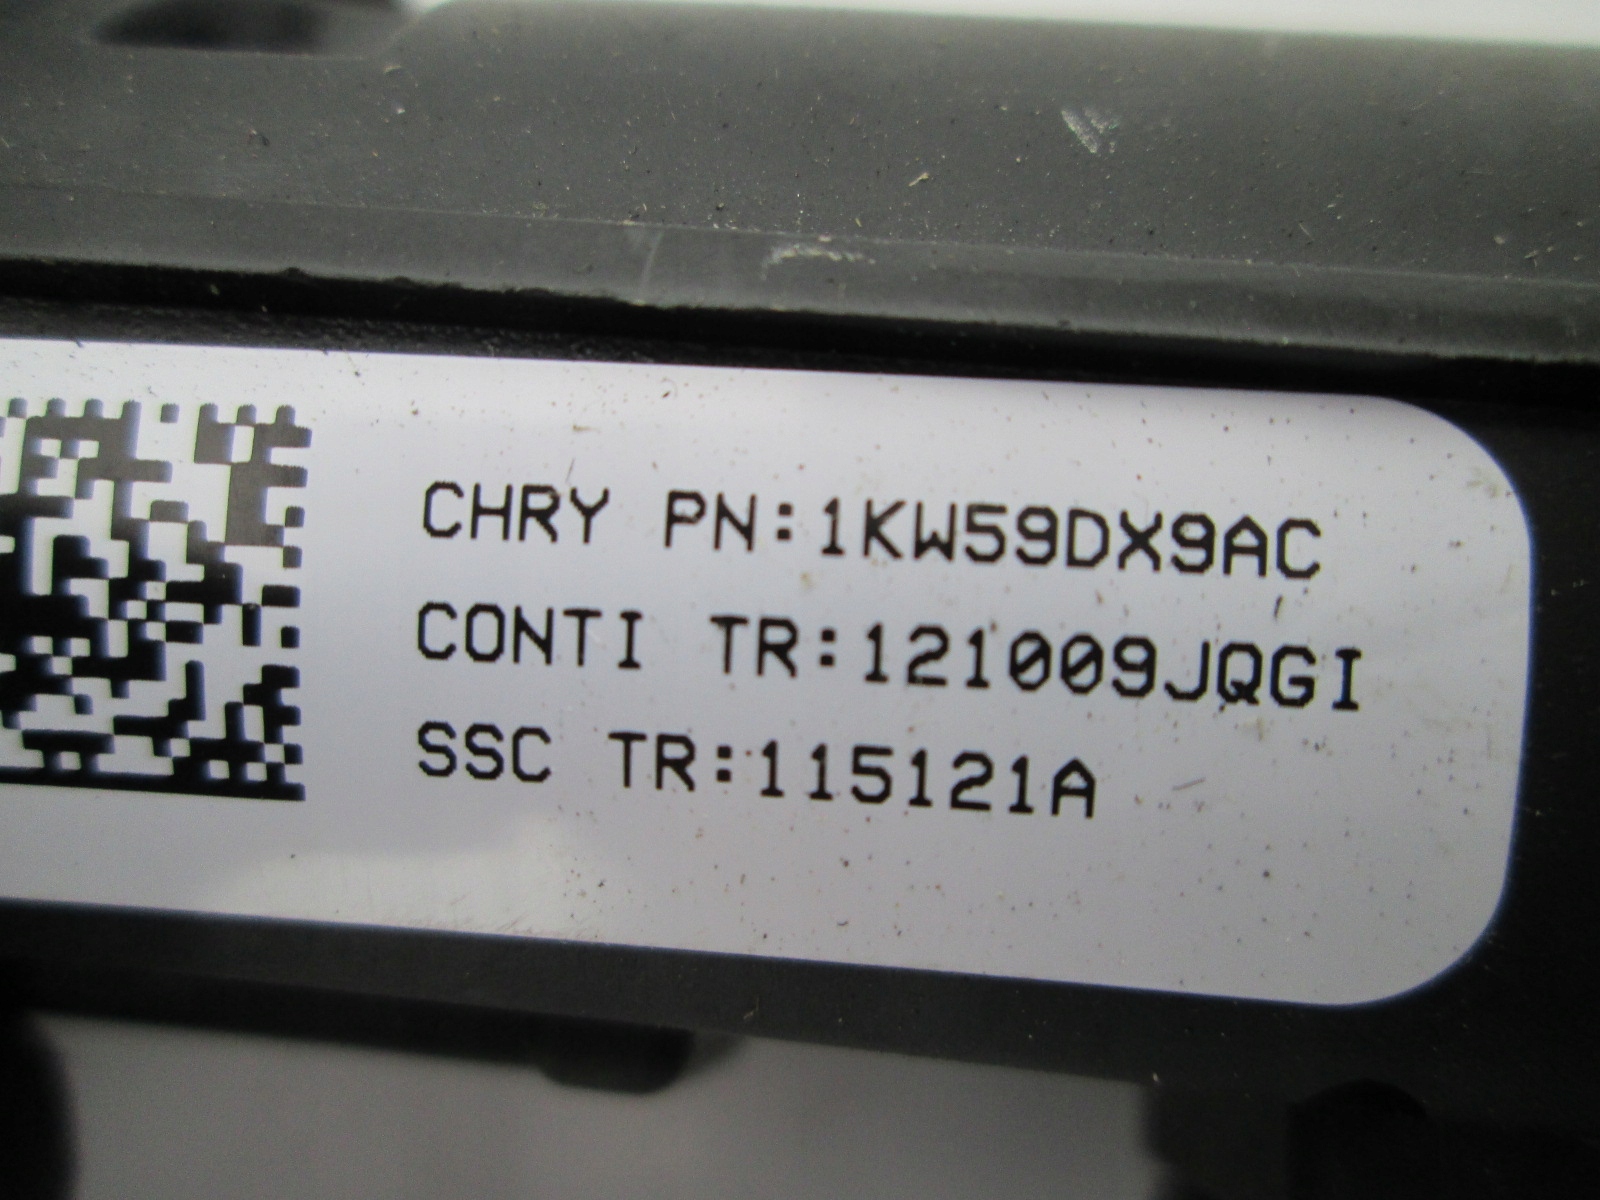 CHRY PN:1KW59DX9AC
CONTI TR:121009JQGI
SSC TR:115121A